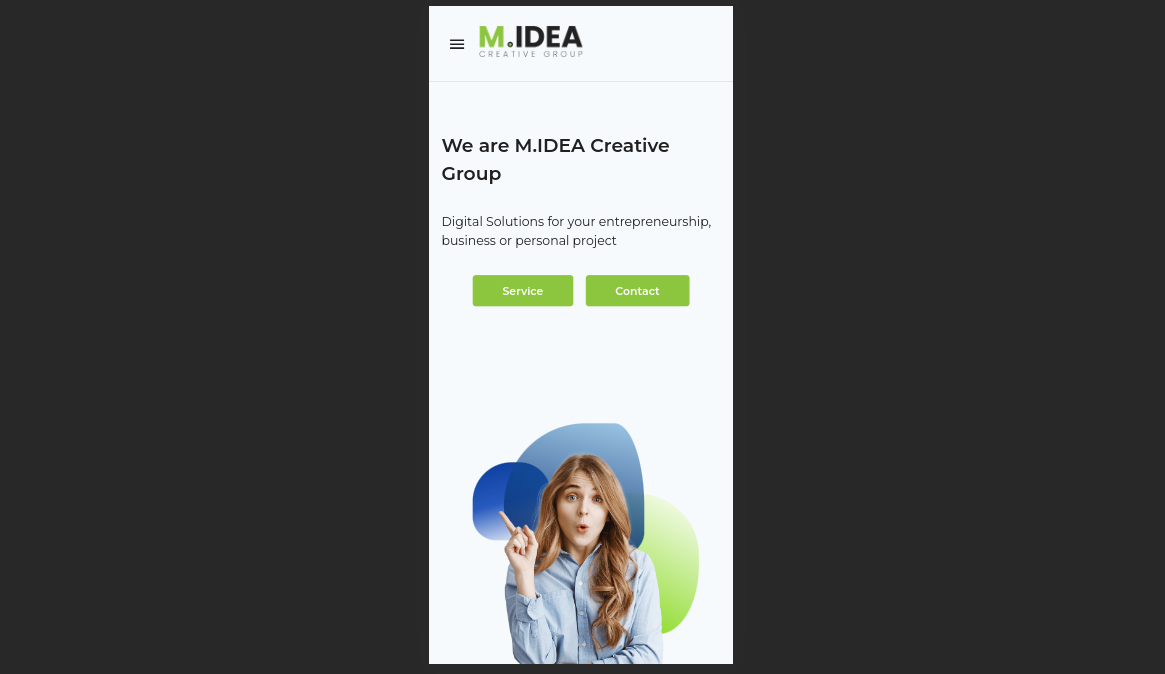 M.IDEA
CREATIVE GROUP
We are M.IDEA Creative
Group
Digital Solutions for your entrepreneurship,
business or personal project
Service
Contact